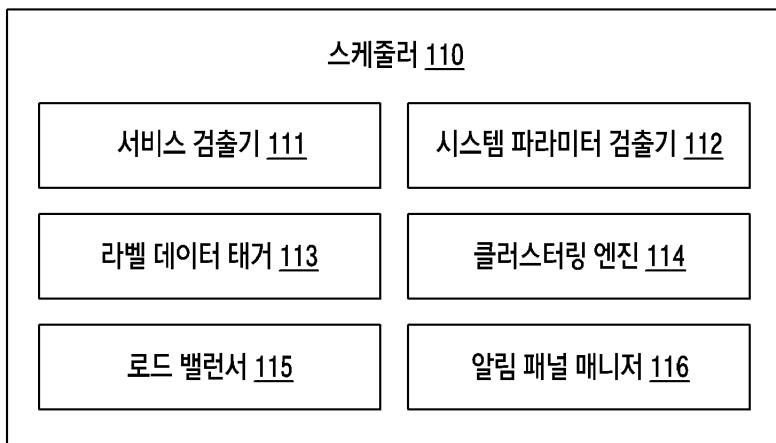 스케줄러 110
서비스 검출기 111
시스템 파라미터 검출기 112
라벨 데이터 태거 113
클러스터링 엔진 114
로드 밸런서 115
알림 패널 매니저 116